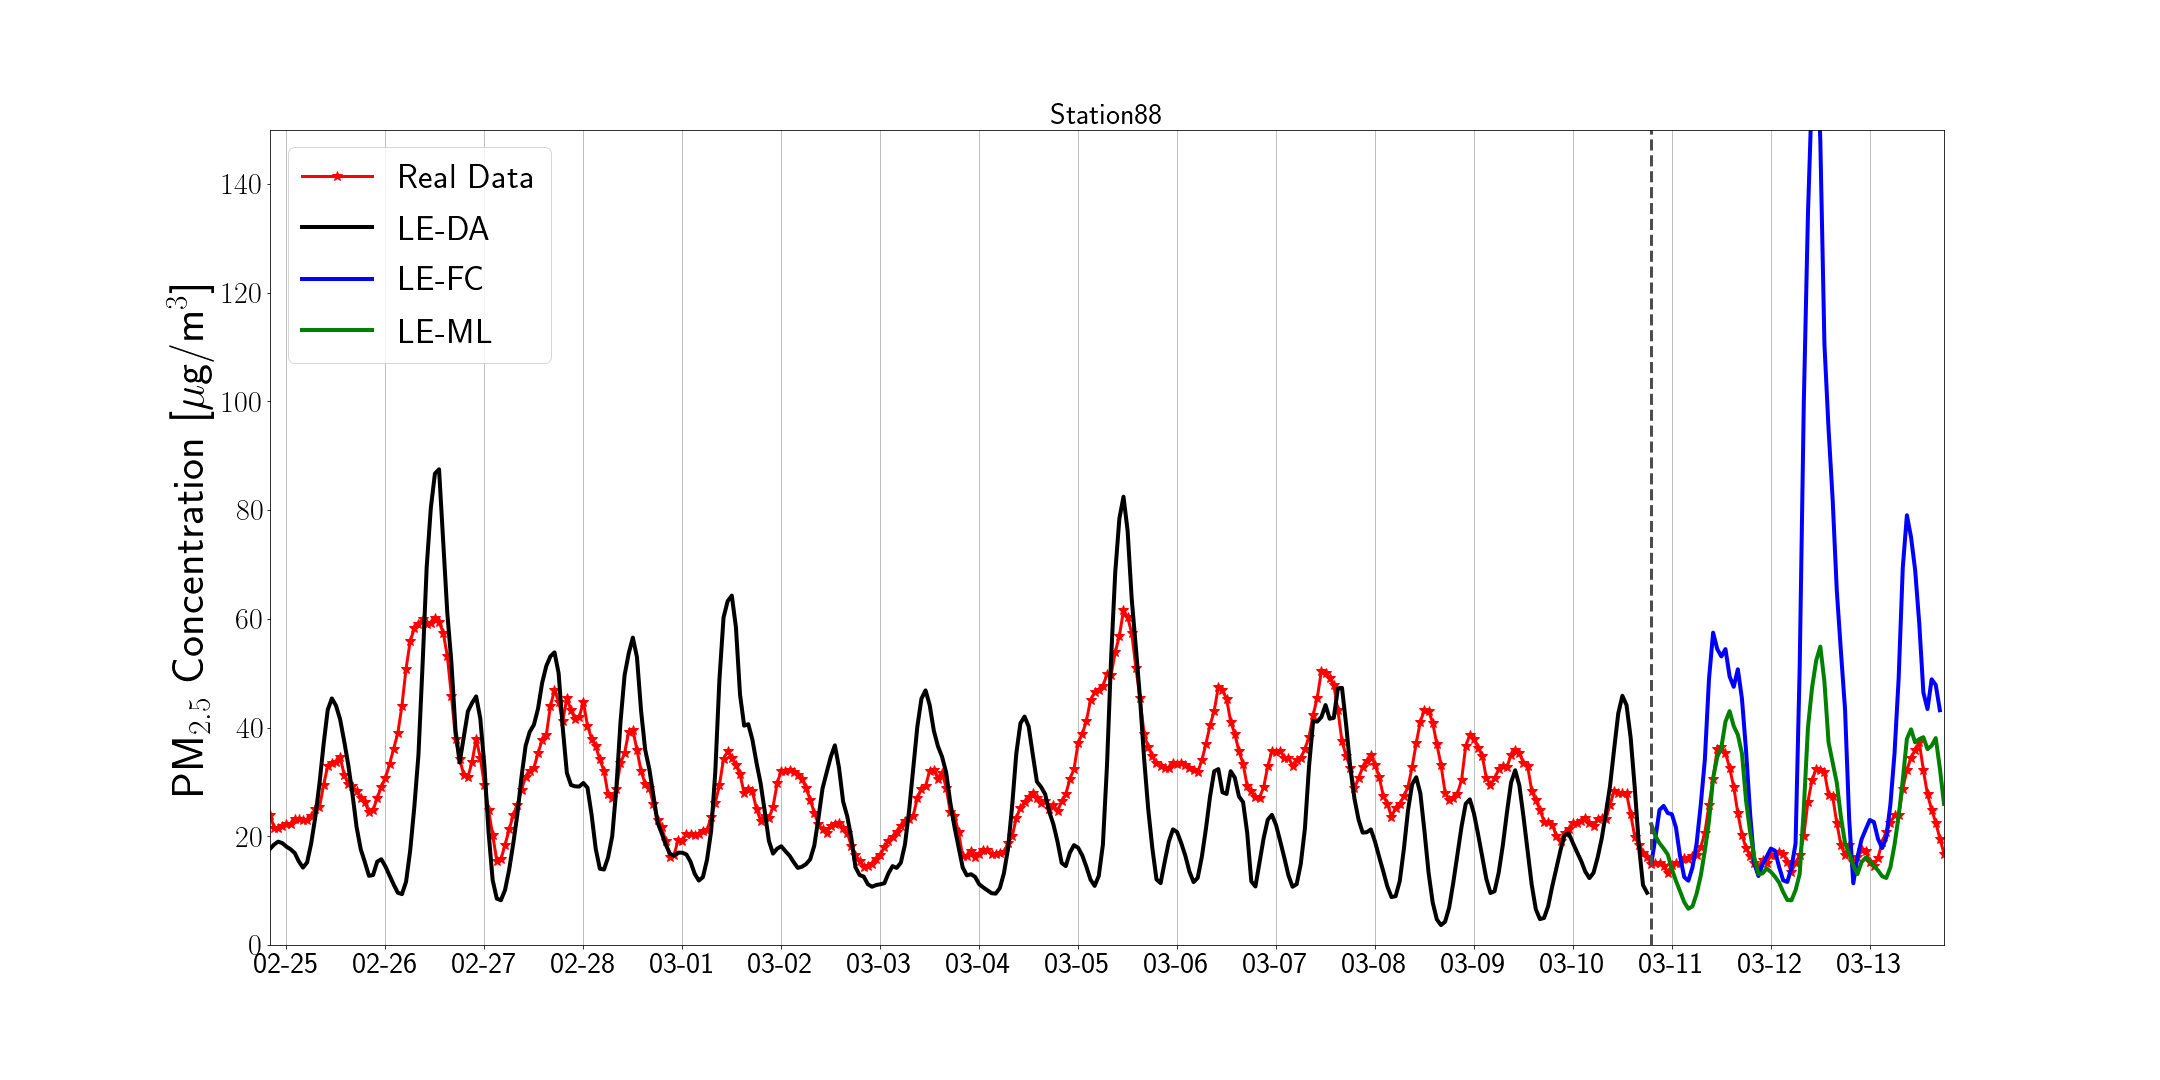 Station88
Real Data
LE-DA
LE-FC
LE-ML
PM2.5 Concentration [μg/m³]
140
120
100
80
60
40
20
0
02-25 02-26 02-27 02-28 03-01 03-02 03-03 03-04 03-05 03-06 03-07 03-08 03-09 03-10 03-11 03-12 03-13